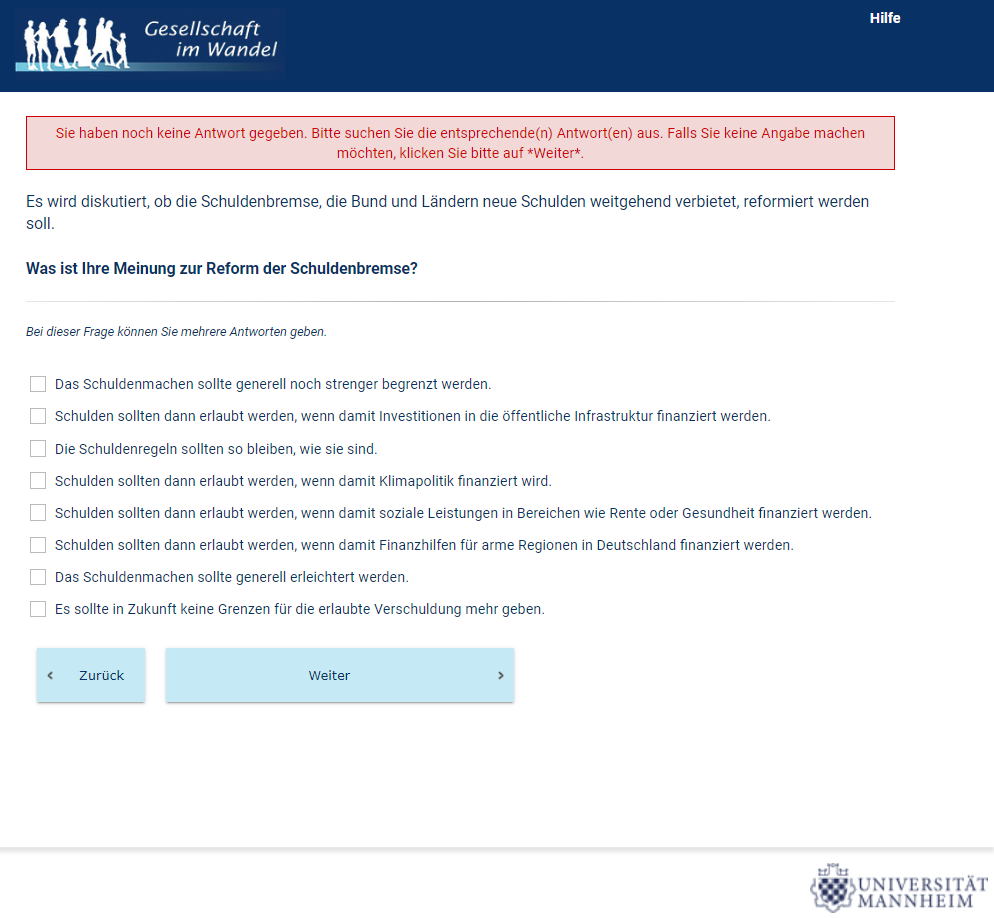 Gesellschaft
im Wandel
Hilfe
Sie haben noch keine Antwort gegeben. Bitte suchen Sie die entsprechende(n) Antwort(en) aus. Falls Sie keine Angabe machen
möchten, klicken Sie bitte auf *Weiter*.
Es wird diskutiert, ob die Schuldenbremse, die Bund und Ländern neue Schulden weitgehend verbietet, reformiert werden
soll.
Was ist Ihre Meinung zur Reform der Schuldenbremse?
Bei dieser Frage können Sie mehrere Antworten geben.
Das Schuldenmachen sollte generell noch strenger begrenzt werden.
Schulden sollten dann erlaubt werden, wenn damit Investitionen in die öffentliche Infrastruktur finanziert werden.
Die Schuldenregeln sollten so bleiben, wie sie sind.
Schulden sollten dann erlaubt werden, wenn damit Klimapolitik finanziert wird.
Schulden sollten dann erlaubt werden, wenn damit soziale Leistungen in Bereichen wie Rente oder Gesundheit finanziert werden.
Schulden sollten dann erlaubt werden, wenn damit Finanzhilfen für arme Regionen in Deutschland finanziert werden.
Das Schuldenmachen sollte generell erleichtert werden.
Es sollte in Zukunft keine Grenzen für die erlaubte Verschuldung mehr geben.
Zurück
Weiter
UNIVERSITÄT
MANNHEIM